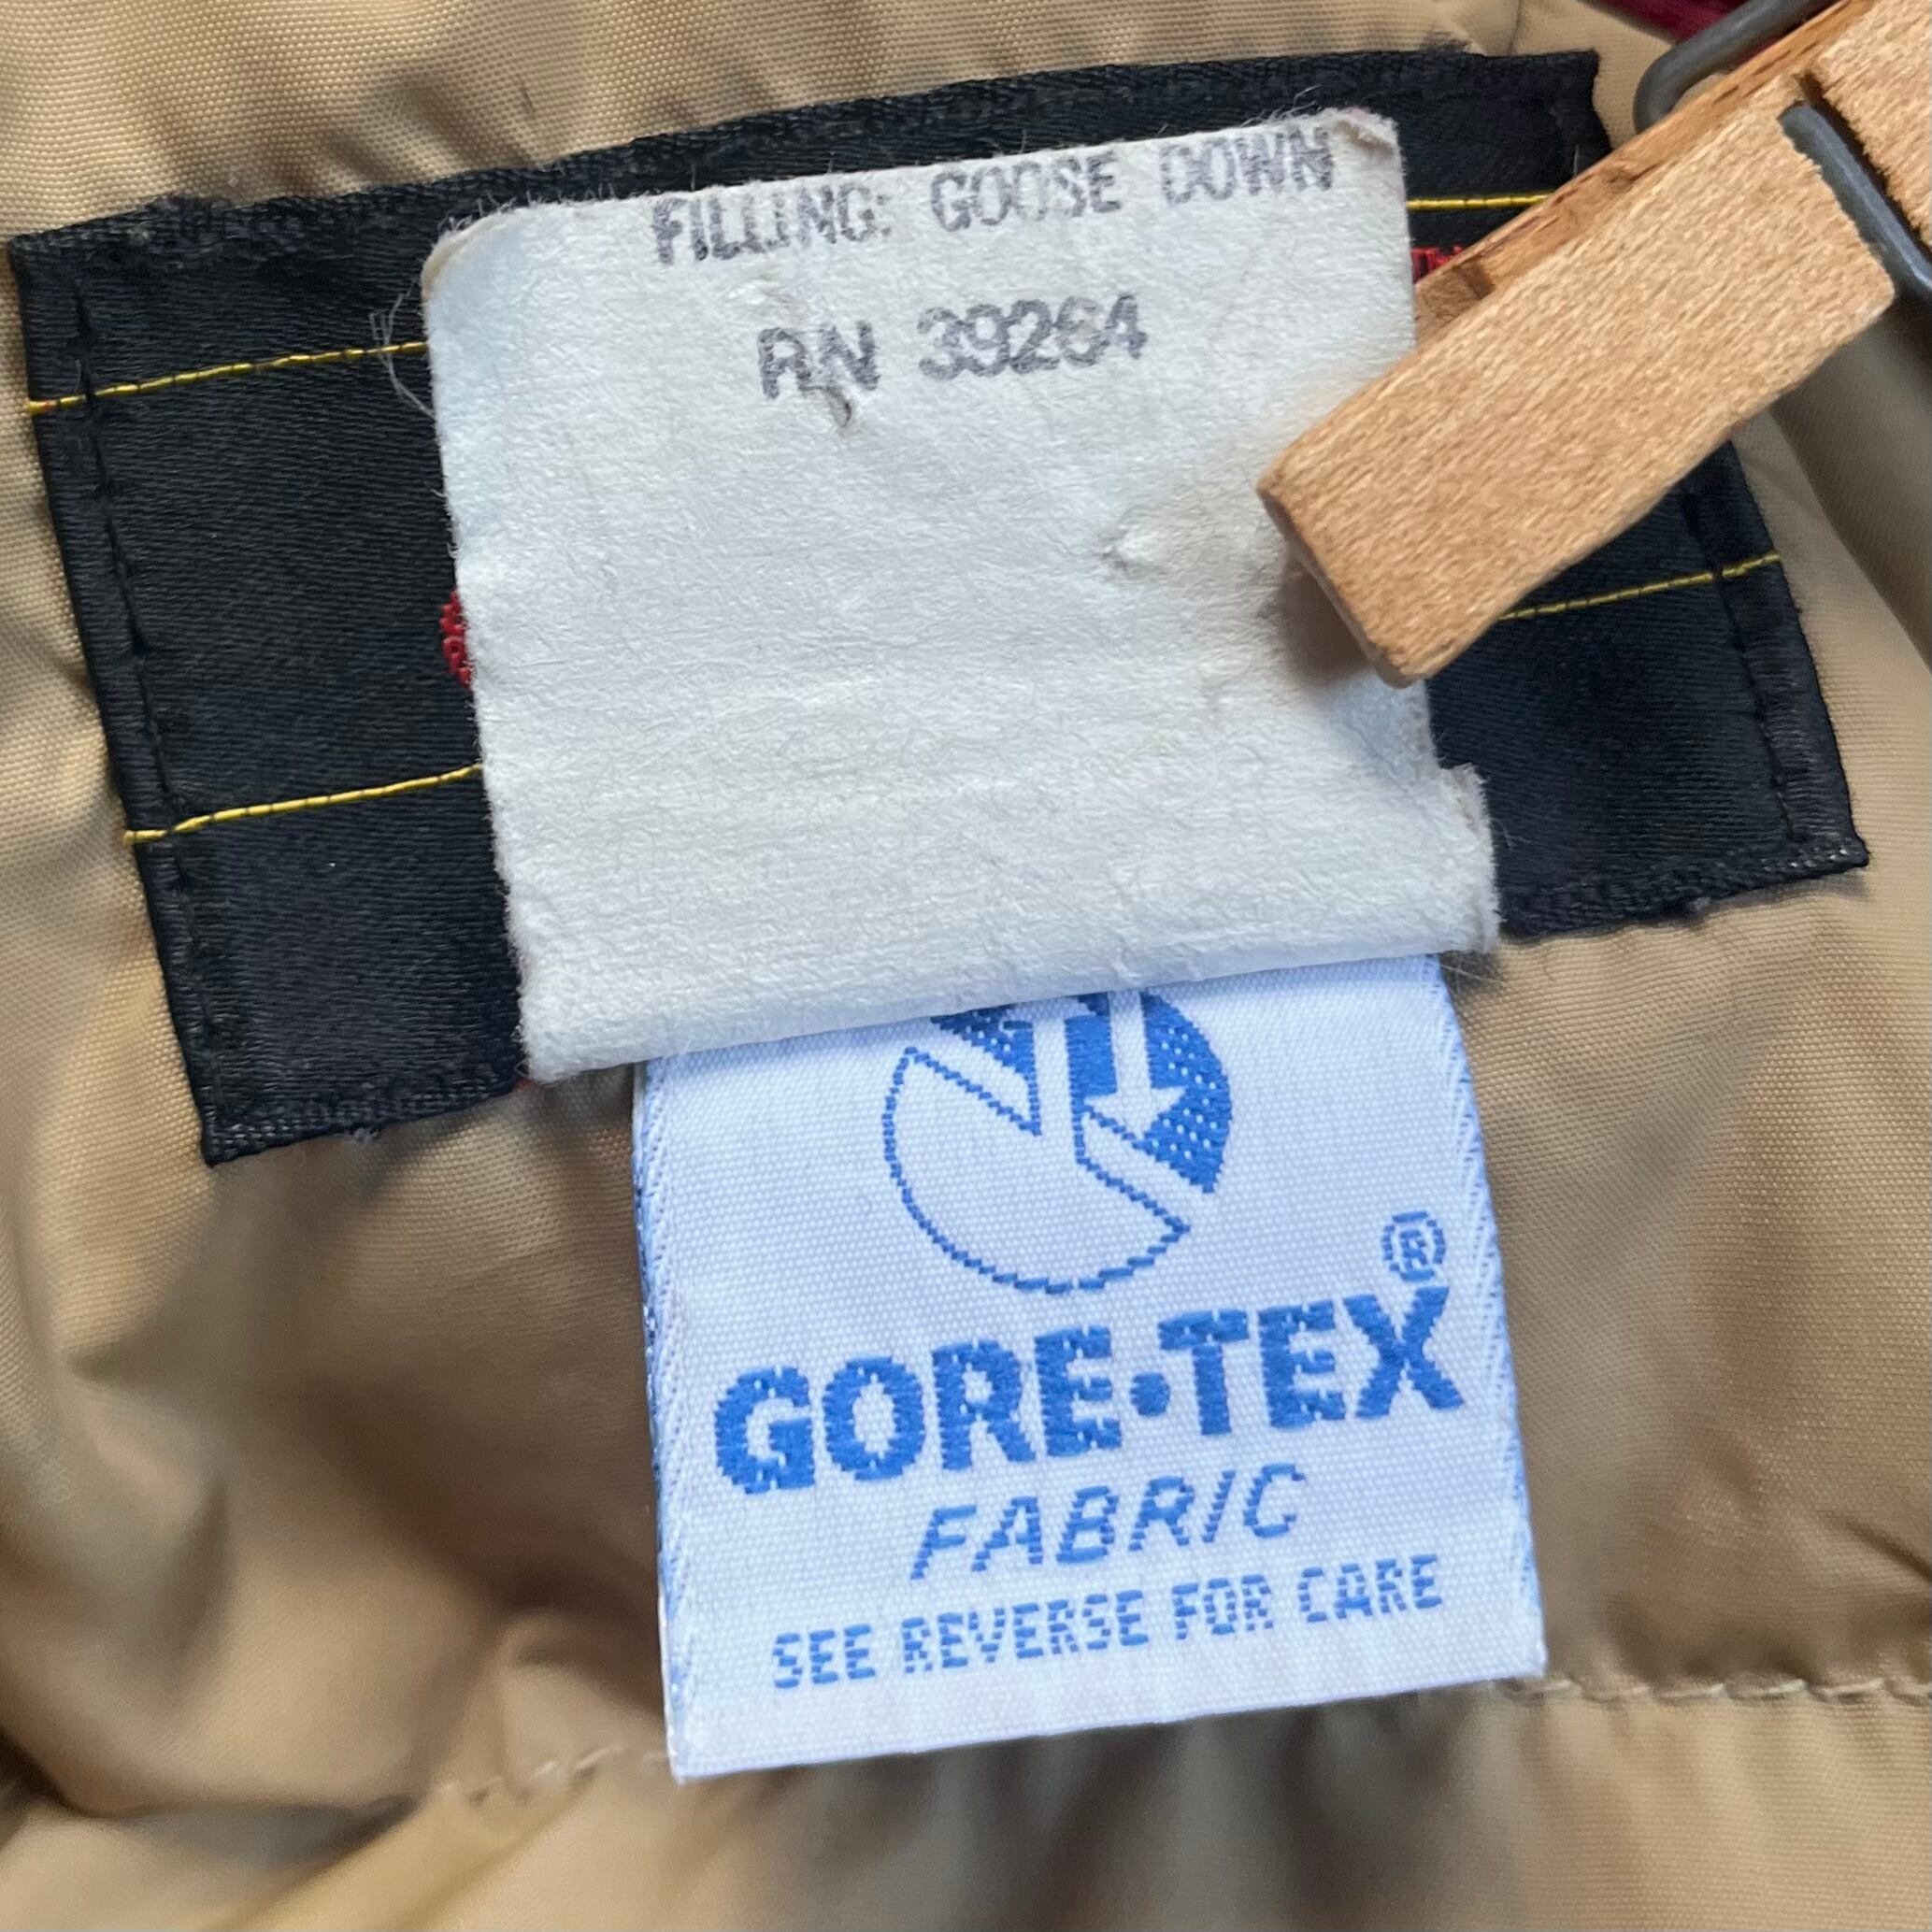 FILLING: GOOSE DOWN
RN 39264
®
GORE•TEX
FABRIC
SEE REVERSE FOR CARE